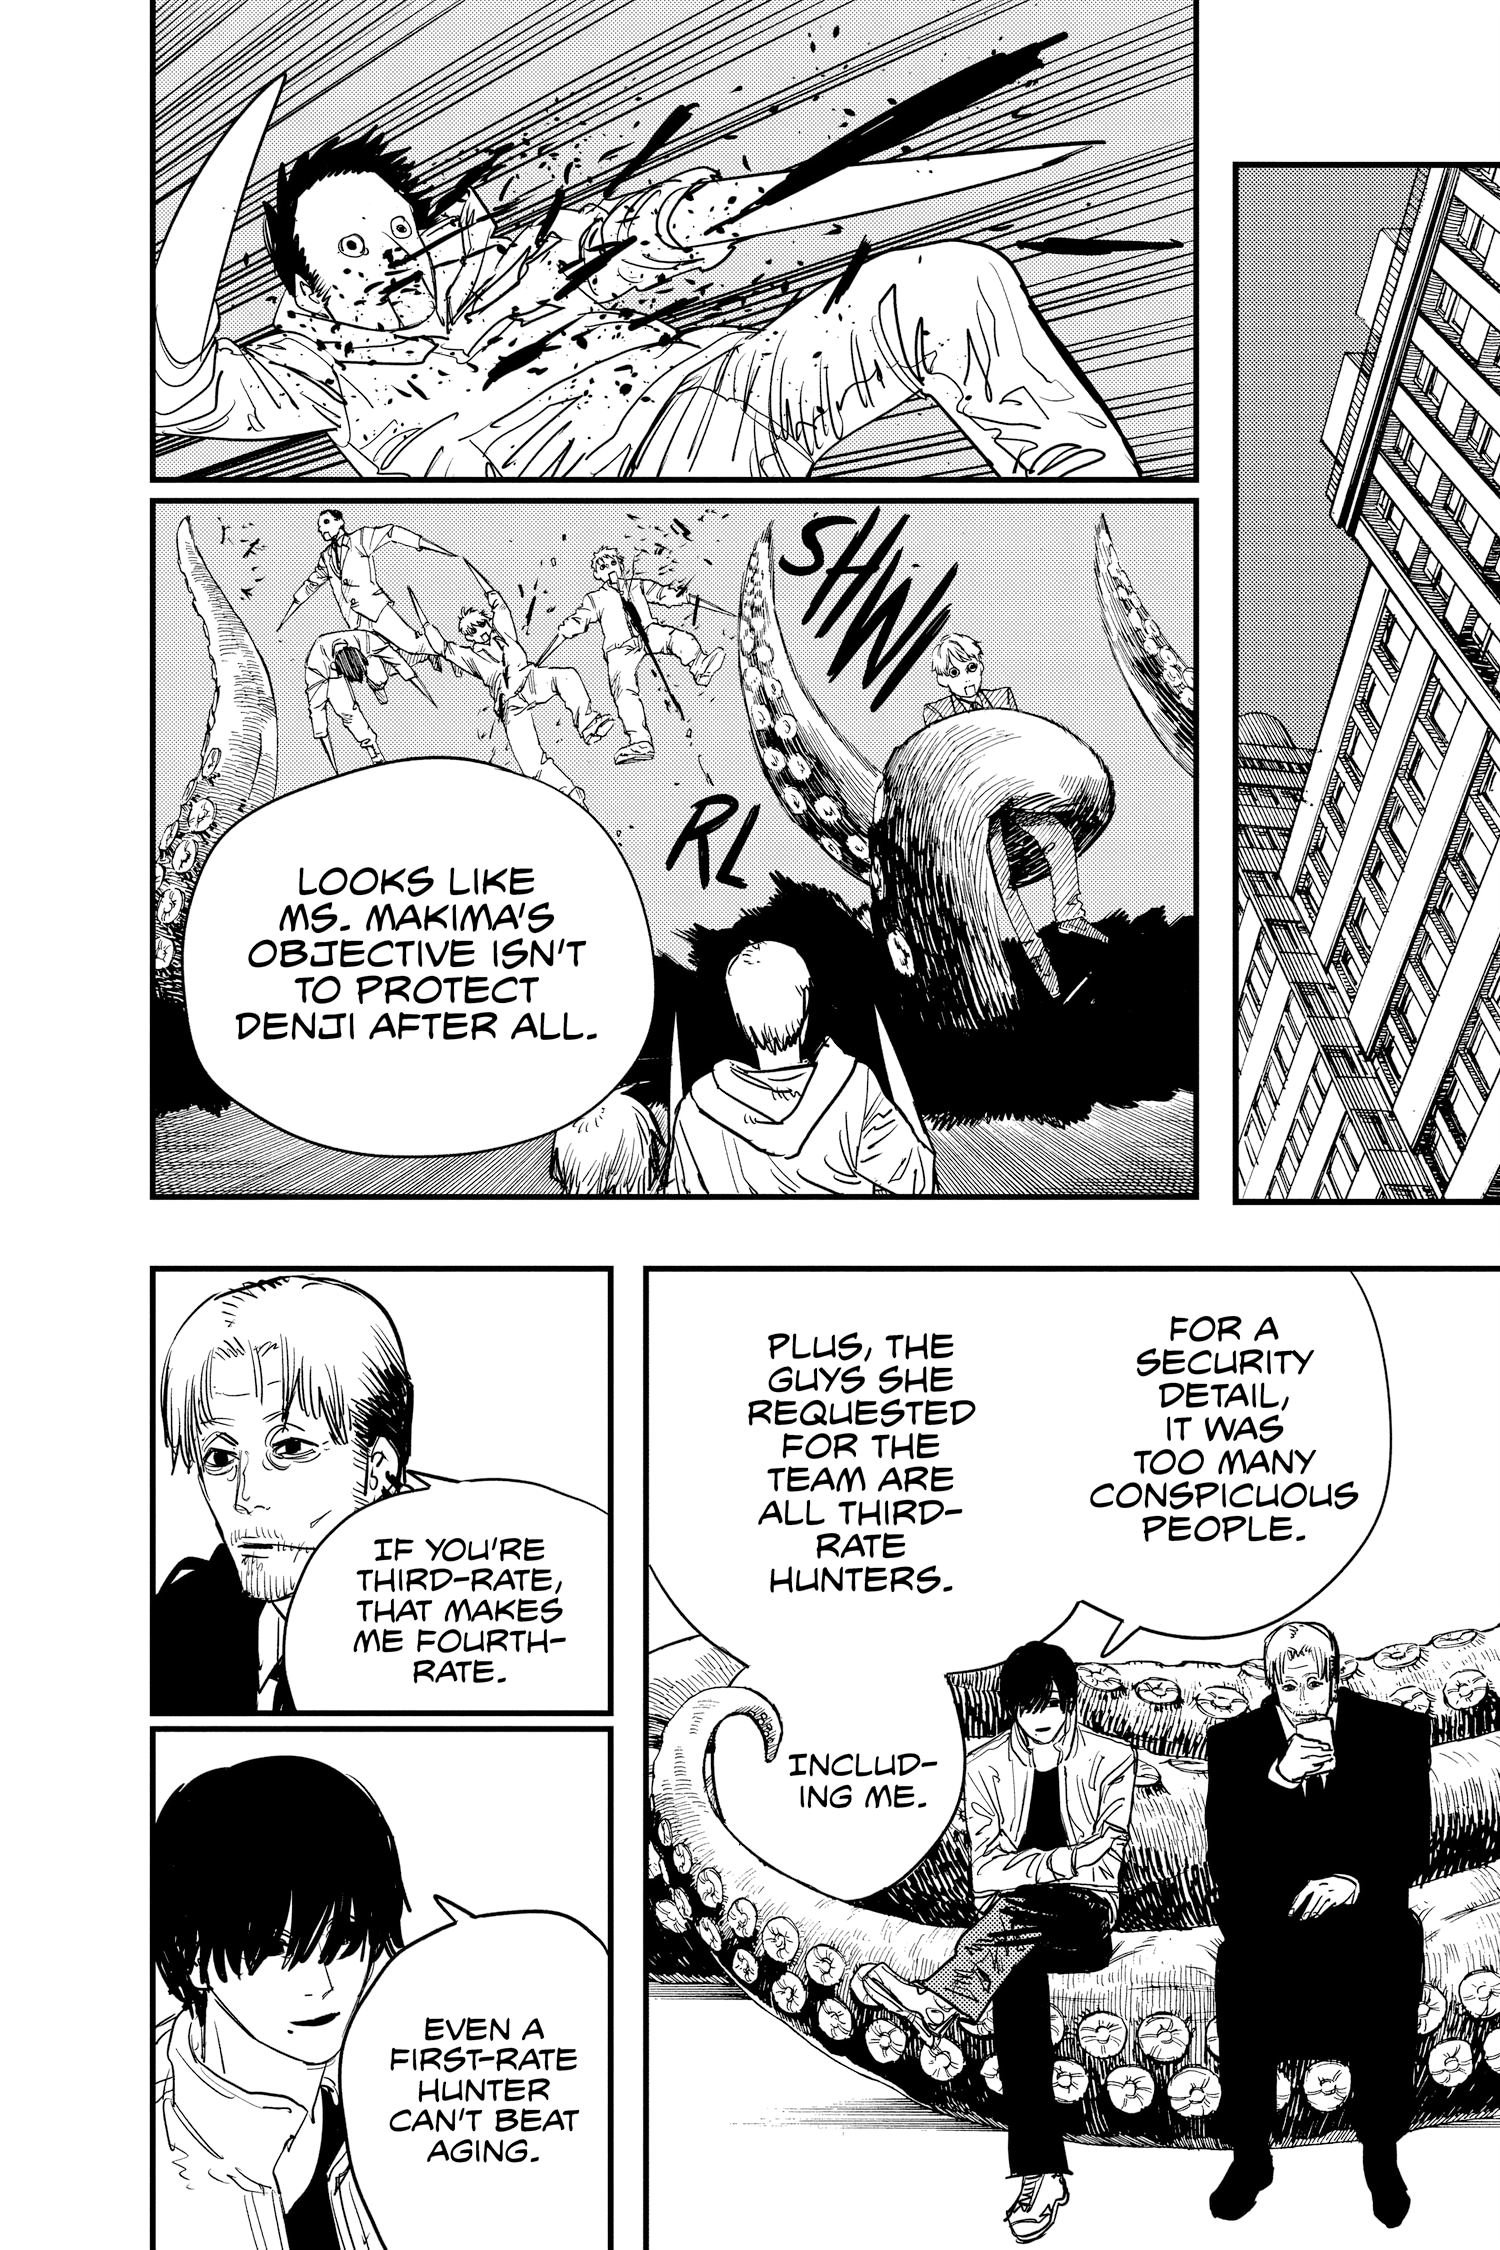 SHW
RL
LOOKS LIKE
MS. MAKIMA'S
OBJECTIVE ISN'T
TO PROTECT
DENJI AFTER ALL.
FOR A
SECURITY
DETAIL,
IT WAS
TOO MANY
CONSPICUOUS
PEOPLE.
PLUS, THE
GUYS SHE
REQUESTED
FOR THE
TEAM ARE
ALL THIRD-
RATE
HUNTERS.
INCLUD-
ING ME.
IF YOU'RE
THIRD-RATE,
THAT MAKES
ME FOURTH-
RATE.
EVEN A
FIRST-RATE
HUNTER
CAN'T BEAT
AGING.